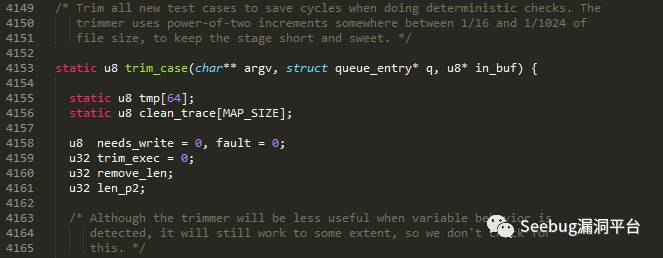 4149 /* Trim all new test cases to save cycles when doing deterministic checks. The
4150 trimmer uses power-of-two increments somewhere between 1/16 and 1/1024 of
4151 file size, to keep the stage short and sweet. */
4152
4153 static u8 trim_case(char** argv, struct queue_entry* q, u8* in_buf) {
4154
4155 static u8 tmp[64];
4156 static u8 clean_trace[MAP_SIZE];
4157
4158 u8 needs_write = 0, fault = 0;
4159 u32 trim_exec = 0;
4160 u32 remove_len;
4161 u32 len_p2;
4162
4163 /* Although the trimmer will be less useful when variable behavior is
4164 detected, it will still work to some extent, so we don't for
4165 this. */
Seebug漏洞平台